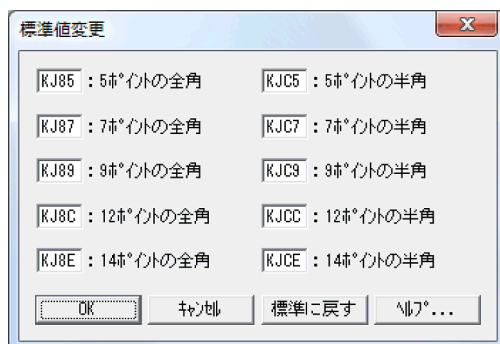 標準値変更
KJ85 : 5ﾎﾟｲﾝﾄの全角 KJC5 : 5ﾎﾟｲﾝﾄの半角
KJ87 : 7ﾎﾟｲﾝﾄの全角 KJC7 : 7ﾎﾟｲﾝﾄの半角
KJ89 : 9ﾎﾟｲﾝﾄの全角 KJC9 : 9ﾎﾟｲﾝﾄの半角
KJ8C : 12ﾎﾟｲﾝﾄの全角 KJCC : 12ﾎﾟｲﾝﾄの半角
KJ8E : 14ﾎﾟｲﾝﾄの全角 KJCE : 14ﾎﾟｲﾝﾄの半角
OK ｷｬﾝｾﾙ 標準に戻す ﾍﾙﾌﾟ...